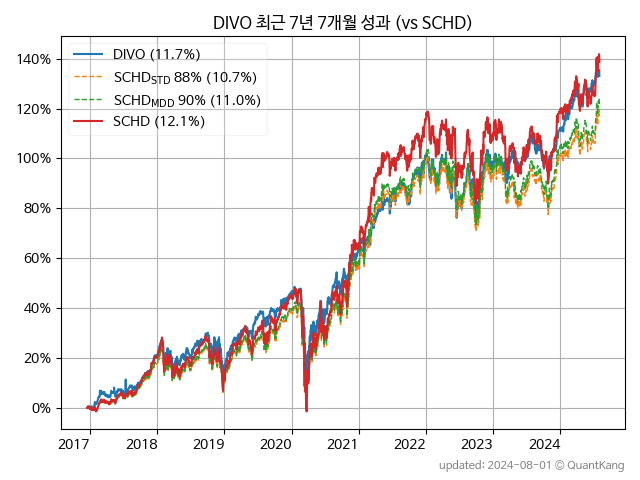 DIVO 최근 7년 7개월 성과 (vs SCHD)
DIVO (11.7%)
SCHD_STD 88% (10.7%)
SCHD_MDD 90% (11.0%)
SCHD (12.1%)
140%
120%
100%
80%
60%
40%
20%
0%
2017 2018 2019 2020 2021 2022 2023 2024
updated: 2024-08-01 © QuantKang